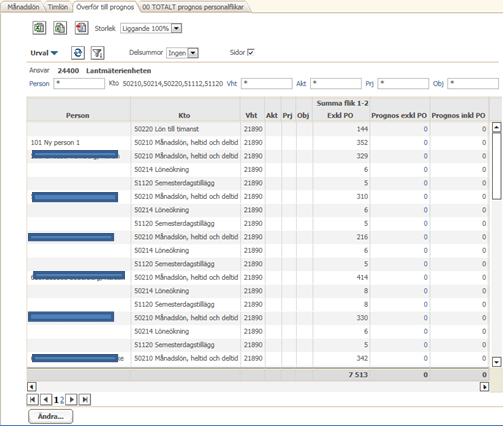 Månadslön Timlön Överför till prognos 00 TOTALT prognos personalflikar
Storlek Liggande 100%
Urval Delsummor Ingen Sidor
Ansvar 24400 Lantmäterienheten
Person * Kto 50210,50214,50220,51112,51120 Vht * Akt * Prj * Obj *
Summa flik 1-2
Person Kto Vht Akt Prj Obj Exkl PO Prognos exkl PO Prognos inkl PO
50220 Lön till timanst 21890 144 0 0
101 Ny person 1 50210 Månadslön, heltid och deltid 21890 352 0 0
50210 Månadslön, heltid och deltid 21890 329 0 0
50214 Löneökning 21890 6 0 0
51120 Semesterdagstillägg 21890 5 0 0
50210 Månadslön, heltid och deltid 21890 310 0 0
50214 Löneökning 21890 6 0 0
51120 Semesterdagstillägg 21890 5 0 0
50210 Månadslön, heltid och deltid 21890 216 0 0
50214 Löneökning 21890 6 0 0
51120 Semesterdagstillägg 21890 5 0 0
50210 Månadslön, heltid och deltid 21890 414 0 0
50214 Löneökning 21890 8 0 0
51120 Semesterdagstillägg 21890 8 0 0
50210 Månadslön, heltid och deltid 21890 330 0 0
50214 Löneökning 21890 6 0 0
51120 Semesterdagstillägg 21890 5 0 0
50210 Månadslön, heltid och deltid 21890 342 0 0
7 513 0 0
1 2
Ändra...